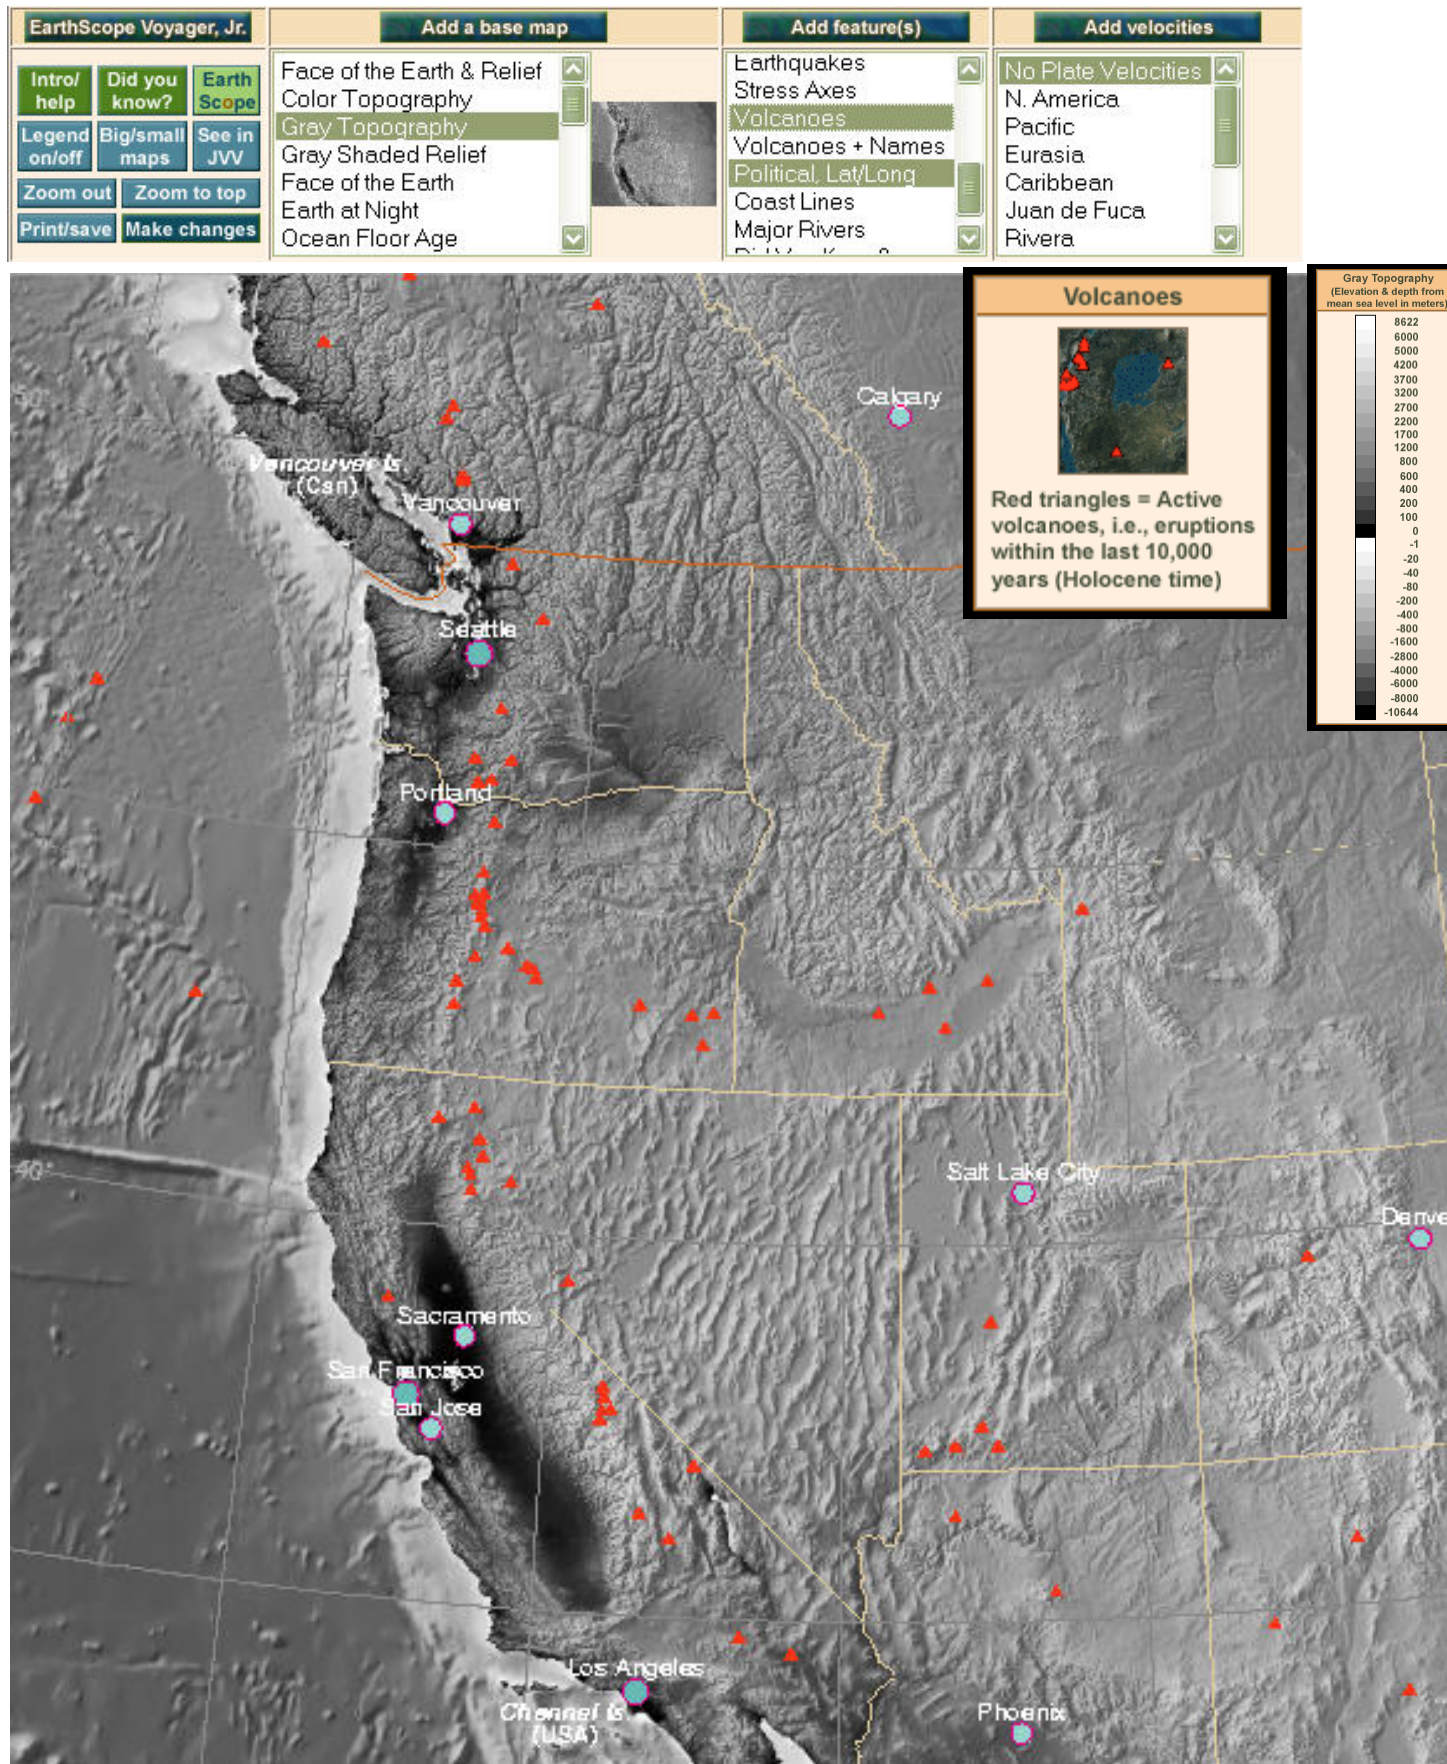 EarthScope Voyager, Jr.
Add a base map
Add feature(s)
Add velocities
Intro/
help
Did you
know?
Earth
Scope
Legend
on/off
Big/small
maps
See in
JVV
Zoom out
Zoom to top
Print/save
Make changes
Face of the Earth & Relief
Color Topography
Gray Topography
Gray Shaded Relief
Face of the Earth
Earth at Night
Ocean Floor Age
Earthquakes
Stress Axes
Volcanoes
Volcanoes + Names
Political, Lat/Long
Coast Lines
Major Rivers
No Plate Velocities
N. America
Pacific
Eurasia
Caribbean
Juan de Fuca
Rivera
Volcanoes
Red triangles = Active
volcanoes, i.e., eruptions
within the last 10,000
years (Holocene time)
Gray Topography
(Elevation & depth from
mean sea level in meters)
8622
6000
5000
4200
3700
3200
2700
2200
1700
1200
800
600
400
200
100
0
-1
-20
-40
-80
-200
-400
-800
-1600
-2800
-4000
-6000
-8000
-10644
50°
Calgary
Vancouver Is.
(Csn)
Vancouver
Seattle
Portland
40°
Salt Lake City
Denve
Sacramento
San Francisco
San Jose
Los Angeles
Channel Is.
(USA)
Phoenix